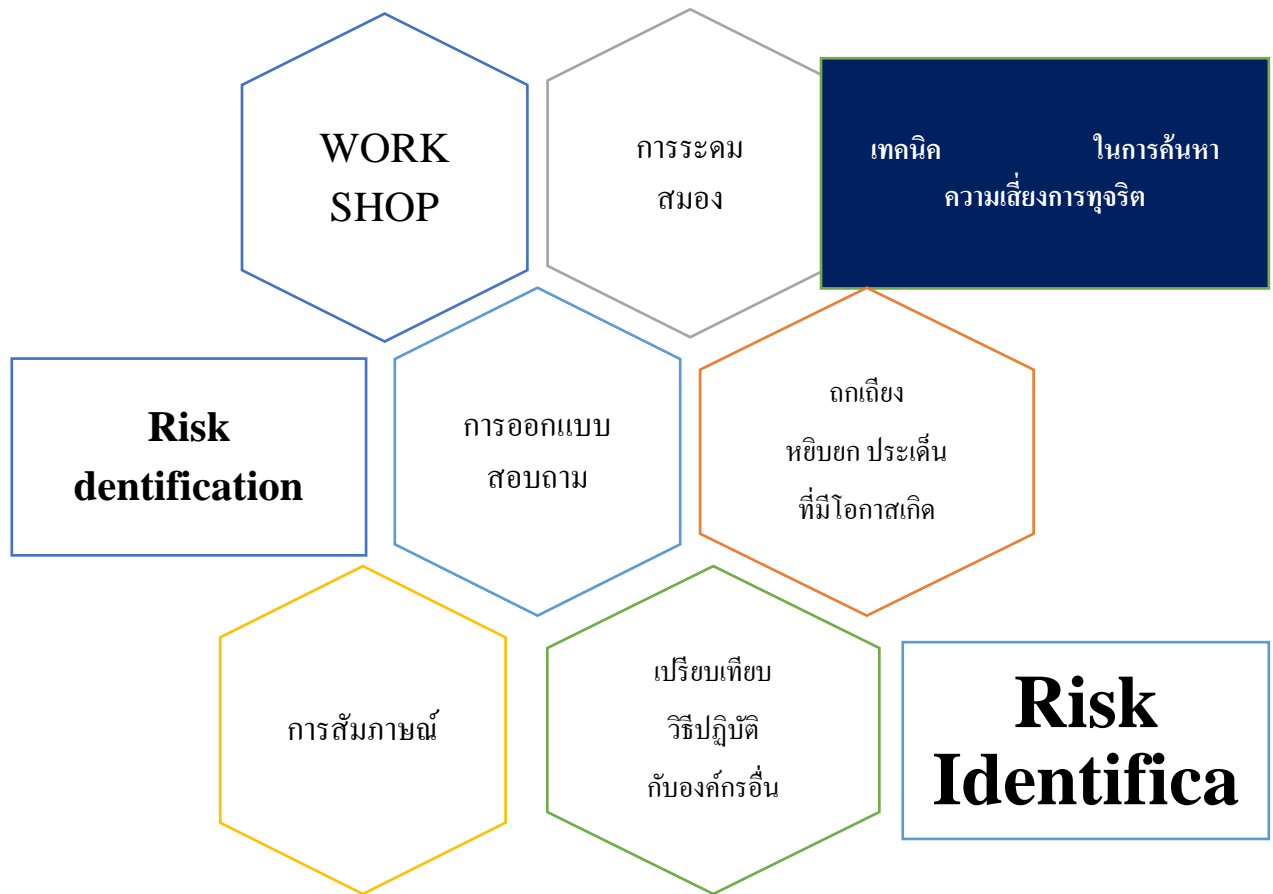 WORK
SHOP
การระดม
สมอง
เทคนิค ในการค้นหา
ความเสี่ยงการทุจริต
Risk
dentification
การออกแบบ
สอบถาม
ถกเถียง
หยิบยก ประเด็น
ที่มีโอกาสเกิด
การสัมภาษณ์
เปรียบเทียบ
วิธีปฏิบัติ
กับองค์กรอื่น
Risk
Identifica